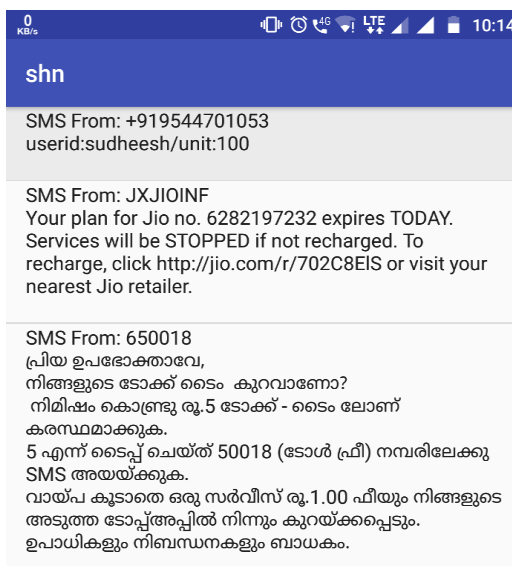 0
KB/s
4G
LTE
10:14
shn
SMS From: +919544701053
userid:sudheesh/unit:100
SMS From: JXJIOINF
Your plan for Jio no. 6282197232 expires TODAY.
Services will be STOPPED if not recharged. To
recharge, click http://jio.com/r/702C8ElS or visit your
nearest Jio retailer.
SMS From: 650018
പ്രിയ ഉപഭോക്താവേ,
നിങ്ങളുടെ ടോക്ക് ടൈം കുറവാണോ?
നിമിഷം കൊണ്ടു രൂ.5 ടോക്ക് - ടൈം ലോണ്
കരസ്ഥമാക്കുക.
5 എന്ന് ടൈപ്പ് ചെയ്ത് 50018 (ടോൾ ഫ്രീ) നമ്പരിലേക്കു
SMS അയയ്ക്കുക.
വായ്പ കൂടാതെ ഒരു സർവീസ് രൂ.1.00 ഫീയും നിങ്ങളുടെ
അടുത്ത ടോപ്പ്അപ്പിൽ നിന്നും കുറയ്ക്കപ്പെടും.
ഉപാധികളും നിബന്ധനകളും ബാധകം.